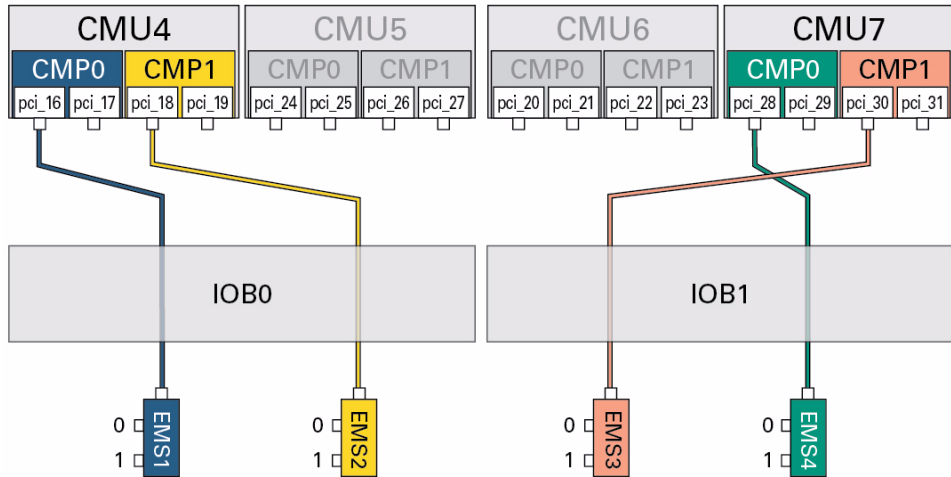 CMU4 CMU5 CMU6 CMU7
CMP0 CMP1 CMP0 CMP1 CMP0 CMP1 CMP0 CMP1
pci_16 pci_17 pci_18 pci_19 pci_24 pci_25 pci_26 pci_27 pci_20 pci_21 pci_22 pci_23 pci_28 pci_29 pci_30 pci_31
IOB0 IOB1
EMS1 EMS2 EMS3 EMS4
0 0 0 0
1 1 1 1